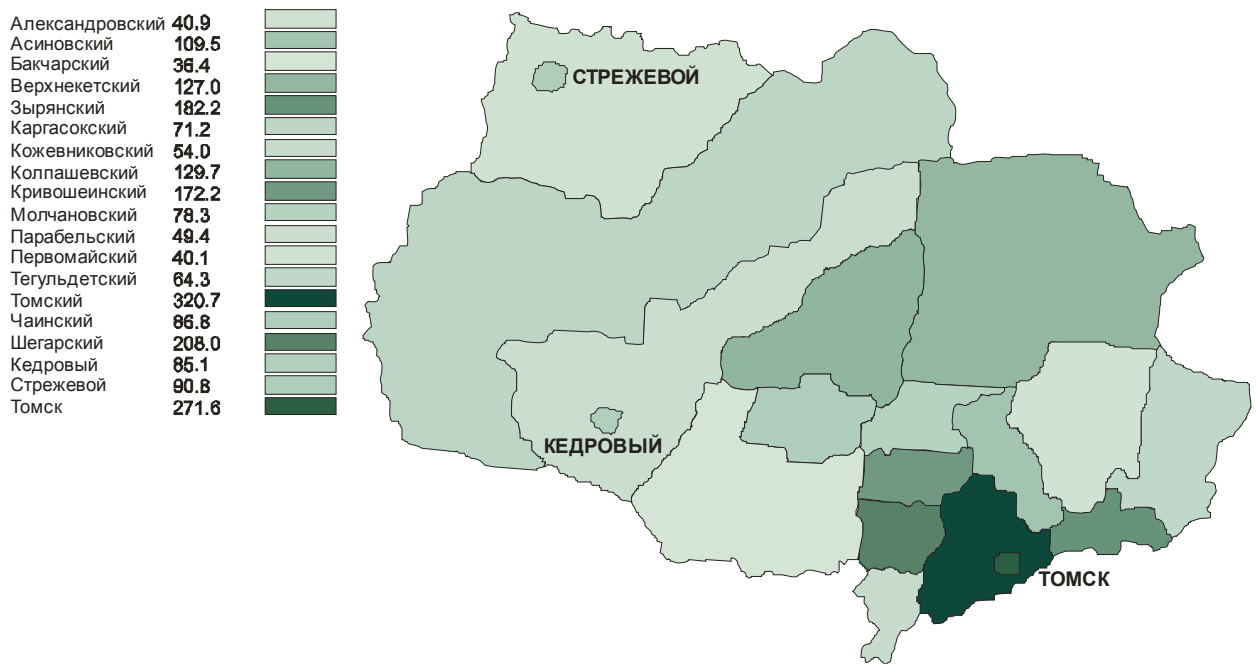 Александровский 40.9
Асиновский 109.5
Бакчарский 36.4
Верхнекетский 127.0
Зырянский 182.2
Каргасокский 71.2
Кожевниковский 54.0
Колпашевский 129.7
Кривошеинский 172.2
Молчановский 78.3
Парабельский 49.4
Первомайский 40.1
Тегульдетский 64.3
Томский 320.7
Чаинский 86.8
Шегарский 208.0
Кедровый 85.1
Стрежевой 90.8
Томск 271.6
СТРЕЖЕВОЙ
КЕДРОВЫЙ
ТОМСК